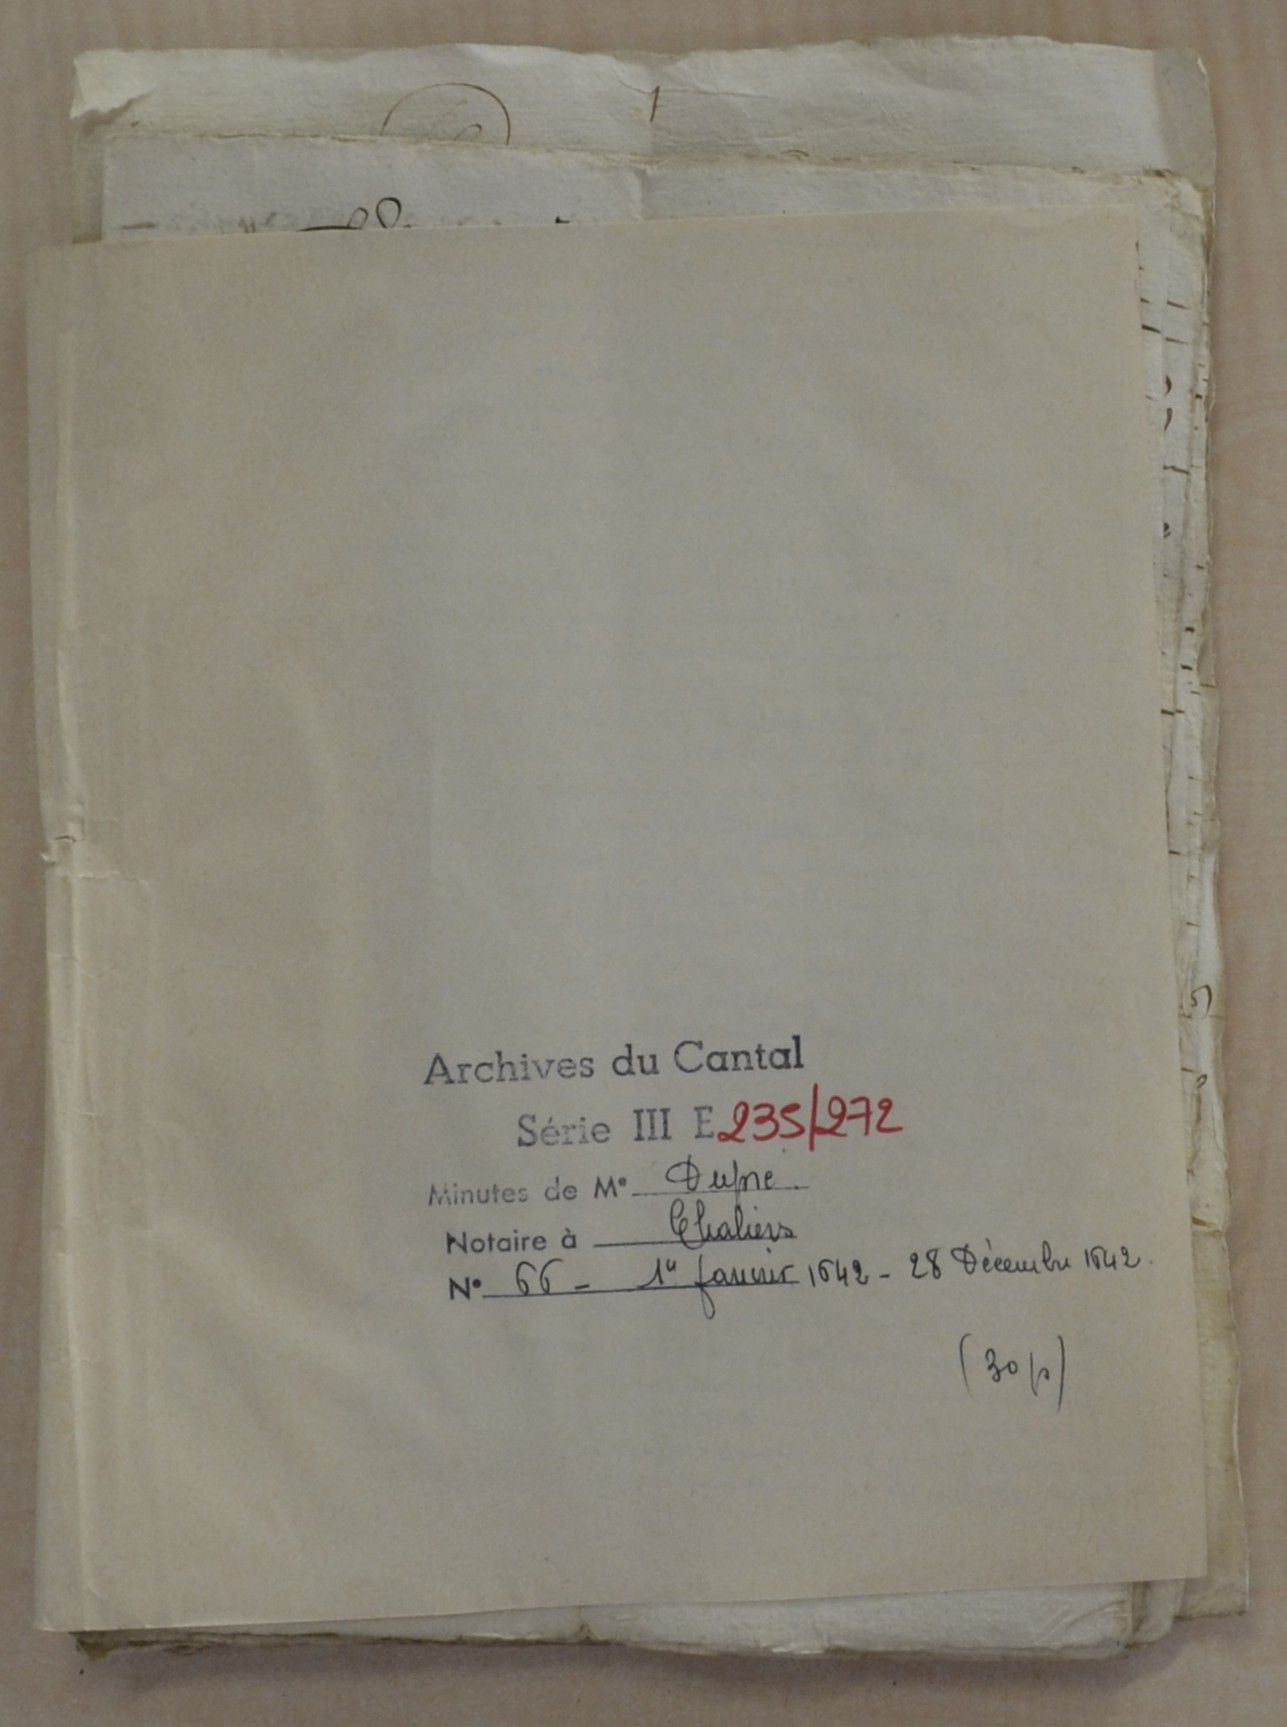 Archives du Cantal
Série III E 235/272
Minutes de Me Dupre.
Notaire à Chaliers
No 66 - 1er janvier 1642 - 28 Décembre 1642.
(30 p)